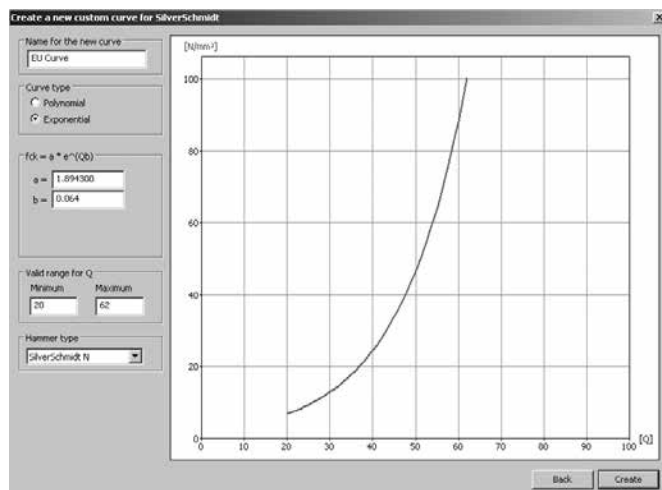 Create a new custom curve for SilverSchmidt
Name for the new curve
EU Curve
Curve type
Polynomial
Exponential
fck = a * e^(Qb)
a = 1.894300
b = 0.064
Valid range for Q
Minimum Maximum
20 62
Hammer type
SilverSchmidt N
[N/mm²]
100
80
60
40
20
0
0 10 20 30 40 50 60 70 80 90 100
[Q]
Back Create